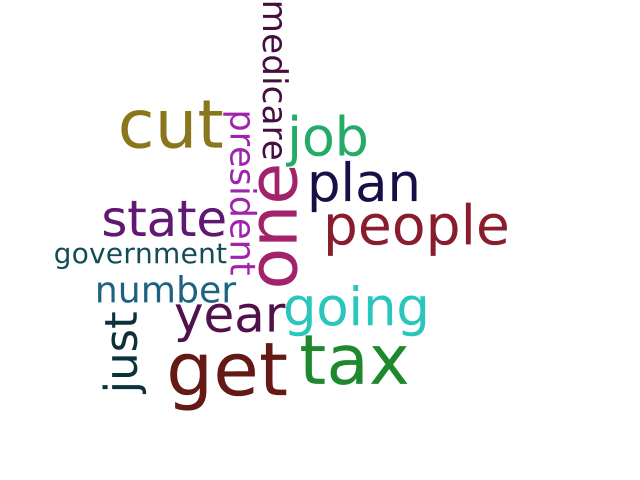 medicare
cut
president
job
one
plan
people
state
government
number
year
going
just
get
tax